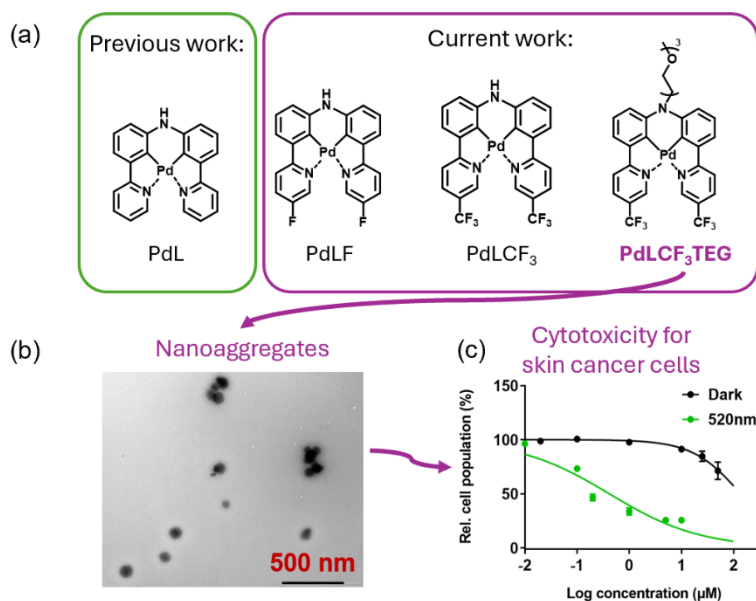 (a)
Previous work:
Current work:
H
N
Pd
N
N
PdL
H
N
Pd
N
N
F
F
PdLF
H
N
Pd
N
N
CF3
CF3
PdLCF3
3
O
N
Pd
N
N
CF3
CF3
PdLCF3TEG
(b)
Nanoaggregates
500 nm
(c)
Cytotoxicity for
skin cancer cells
Dark
520nm
Rel. cell population (%)
150
100
50
0
-2
-1
0
1
2
Log concentration (µM)